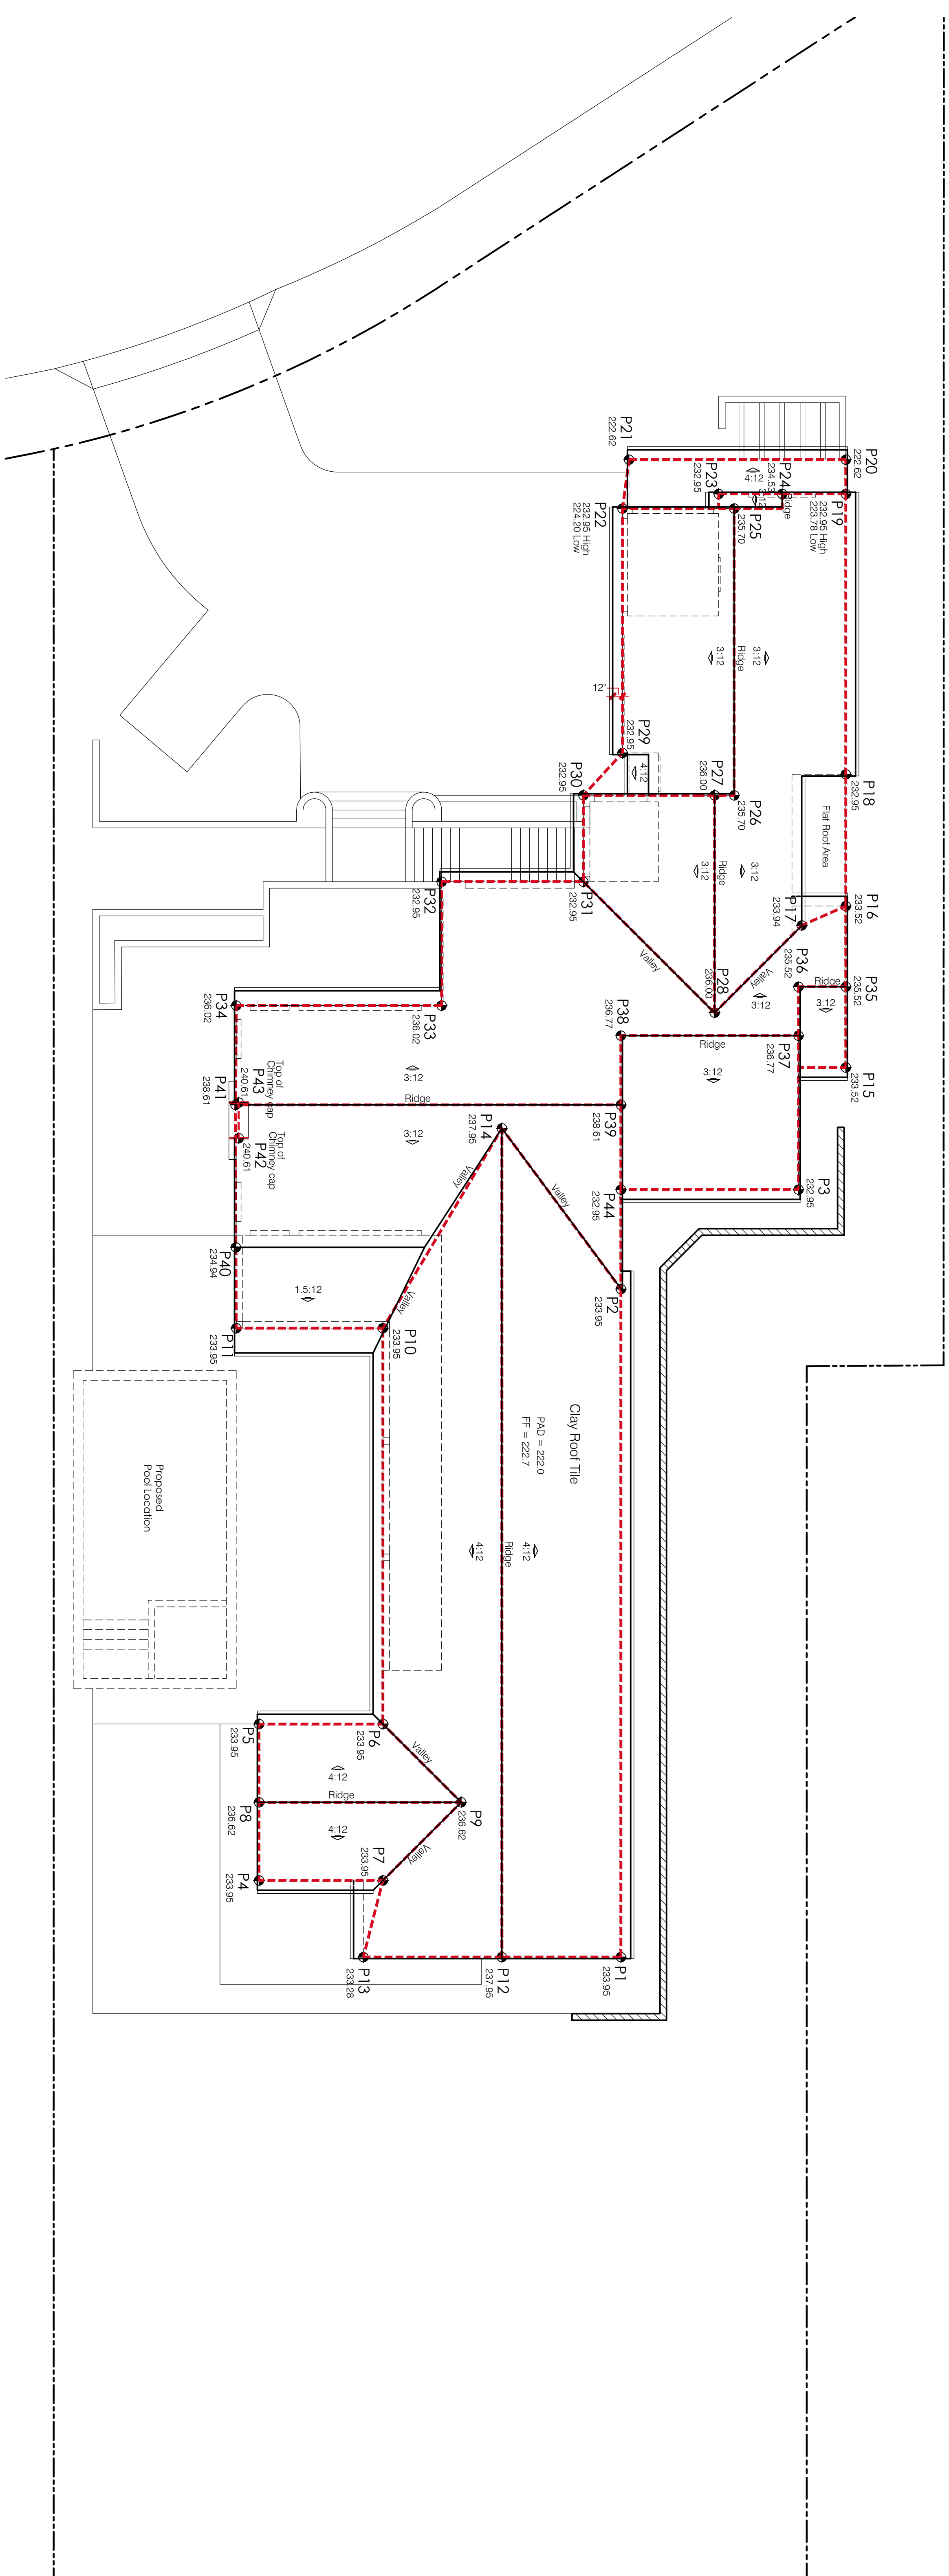 P20
222.62
P21
222.62
P19
232.95 High
223.78 Low
4:12
P24
234.53
Ridge
3:12
P23
232.95
P25
235.70
P22
232.95 High
224.20 Low
3:12
Ridge
3:12
12"
P29
232.95
4:12
P18
232.95
Flat Roof Area
P26
235.70
P27
236.00
P30
232.95
3:12
Ridge
3:12
P16
233.52
P17
233.94
P31
232.95
P32
232.95
Valley
Valley
P28
236.00
P35
235.52
Ridge
P36
235.52
3:12
3:12
P15
233.52
P37
236.77
Ridge
P38
236.77
3:12
P33
236.02
P34
236.02
3:12
P39
238.61
Ridge
P41
238.61
P43
240.61
Top of
Chimney cap
P42
240.61
Top of
Chimney cap
3:12
P14
237.95
P3
232.95
P44
232.95
Valley
Valley
Valley
P2
233.95
P40
234.94
1.5:12
P11
233.95
P10
233.95
Clay Roof Tile
PAD = 222.0
FF = 222.7
Proposed
Pool Location
4:12
Ridge
4:12
P6
233.95
P5
233.95
Valley
4:12
P8
236.62
Ridge
P9
236.62
4:12
Valley
P7
233.95
P4
233.95
P13
233.28
P12
237.95
P1
233.95